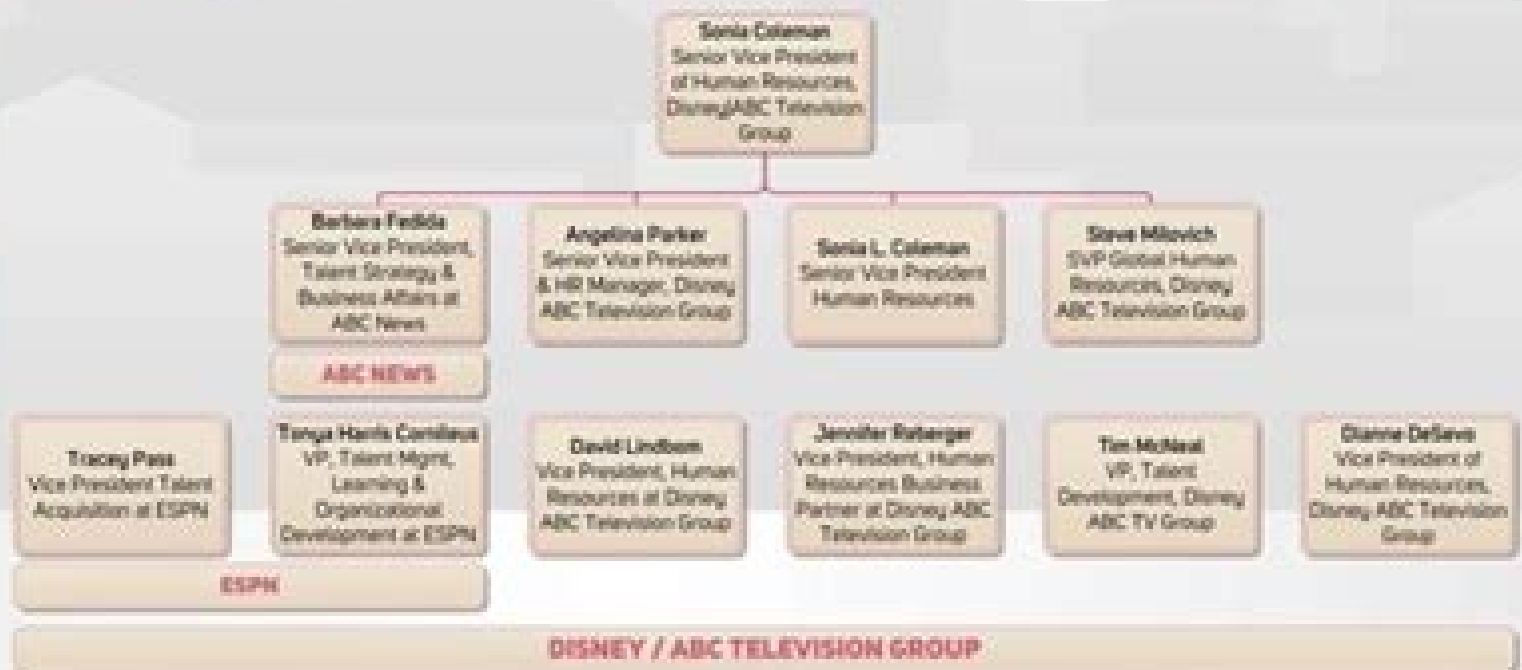 Sonia Coleman
Senior Vice President
of Human Resources,
Disney|ABC Television
Group
Barbara Fedida
Senior Vice President,
Talent Strategy &
Business Affairs at
ABC News
Angelina Parker
Senior Vice President
& HR Manager, Disney
ABC Television Group
Sonia L. Coleman
Senior Vice President
Human Resources
Steve Milovich
SVP Global Human
Resources, Disney
ABC Television Group
ABC NEWS
Tracey Pass
Vice President Talent
Acquisition at ESPN
Tonya Harris Cornileus
VP, Talent Mgmt,
Learning &
Organizational
Development at ESPN
David Lindbom
Vice President, Human
Resources at Disney
ABC Television Group
Jennifer
Vice President, Human
Resources Business
Partner at Disney ABC
Television Group
Tim McNeal
VP, Talent
Development, Disney
ABC TV Group
Dianne
Vice President of
Human Resources,
Disney ABC Television
Group
ESPN
DISNEY / ABC TELEVISION GROUP